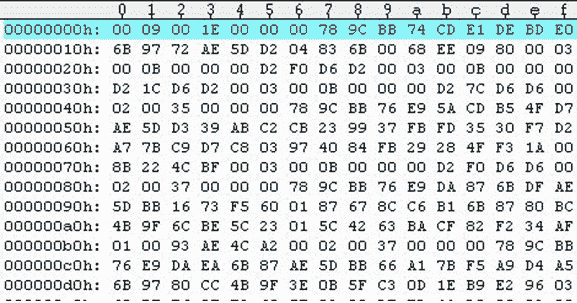 0 1 2 3 4 5 6 7 8 9 a b c d e f
00000000h: 00 09 00 1E 00 00 00 78 9C BB 74 CD E1 DE BD E0
00000010h: 6B 97 72 AE 5D D2 04 83 6B 00 68 EE 09 80 00 03
00000020h: 00 0B 00 00 00 D2 F0 D6 D2 00 03 00 0B 00 00 00
00000030h: D2 1C D6 D2 00 03 00 0B 00 00 00 D2 7C D6 D6 00
00000040h: 02 00 35 00 00 00 78 9C BB 76 E9 5A CD B5 4F D7
00000050h: AE 5D D3 39 AB C2 CB 23 99 37 FB FD 35 30 F7 D2
00000060h: A7 7B C9 D7 C8 03 97 40 84 FB 29 28 4F F3 1A 00
00000070h: 8B 22 4C BF 00 03 00 0B 00 00 00 D2 F0 D6 D6 00
00000080h: 02 00 37 00 00 00 78 9C BB 76 E9 DA 87 6B DF AE
00000090h: 5D BB 16 73 F5 60 01 87 67 8C C6 B1 6B 87 80 BC
000000a0h: 4B 9F 6C BE 5C 23 01 5C 42 63 BA CF 82 F2 34 AF
000000b0h: 01 00 93 AE 4C A2 00 02 00 37 00 00 00 78 9C BB
000000c0h: 76 E9 DA EA 6B 87 AE 5D BB 66 A1 7B F5 A9 D4 A5
000000d0h: 6B 97 80 CC 4B 9F 3E 0B 5F C3 0D 1E B9 E2 96 03